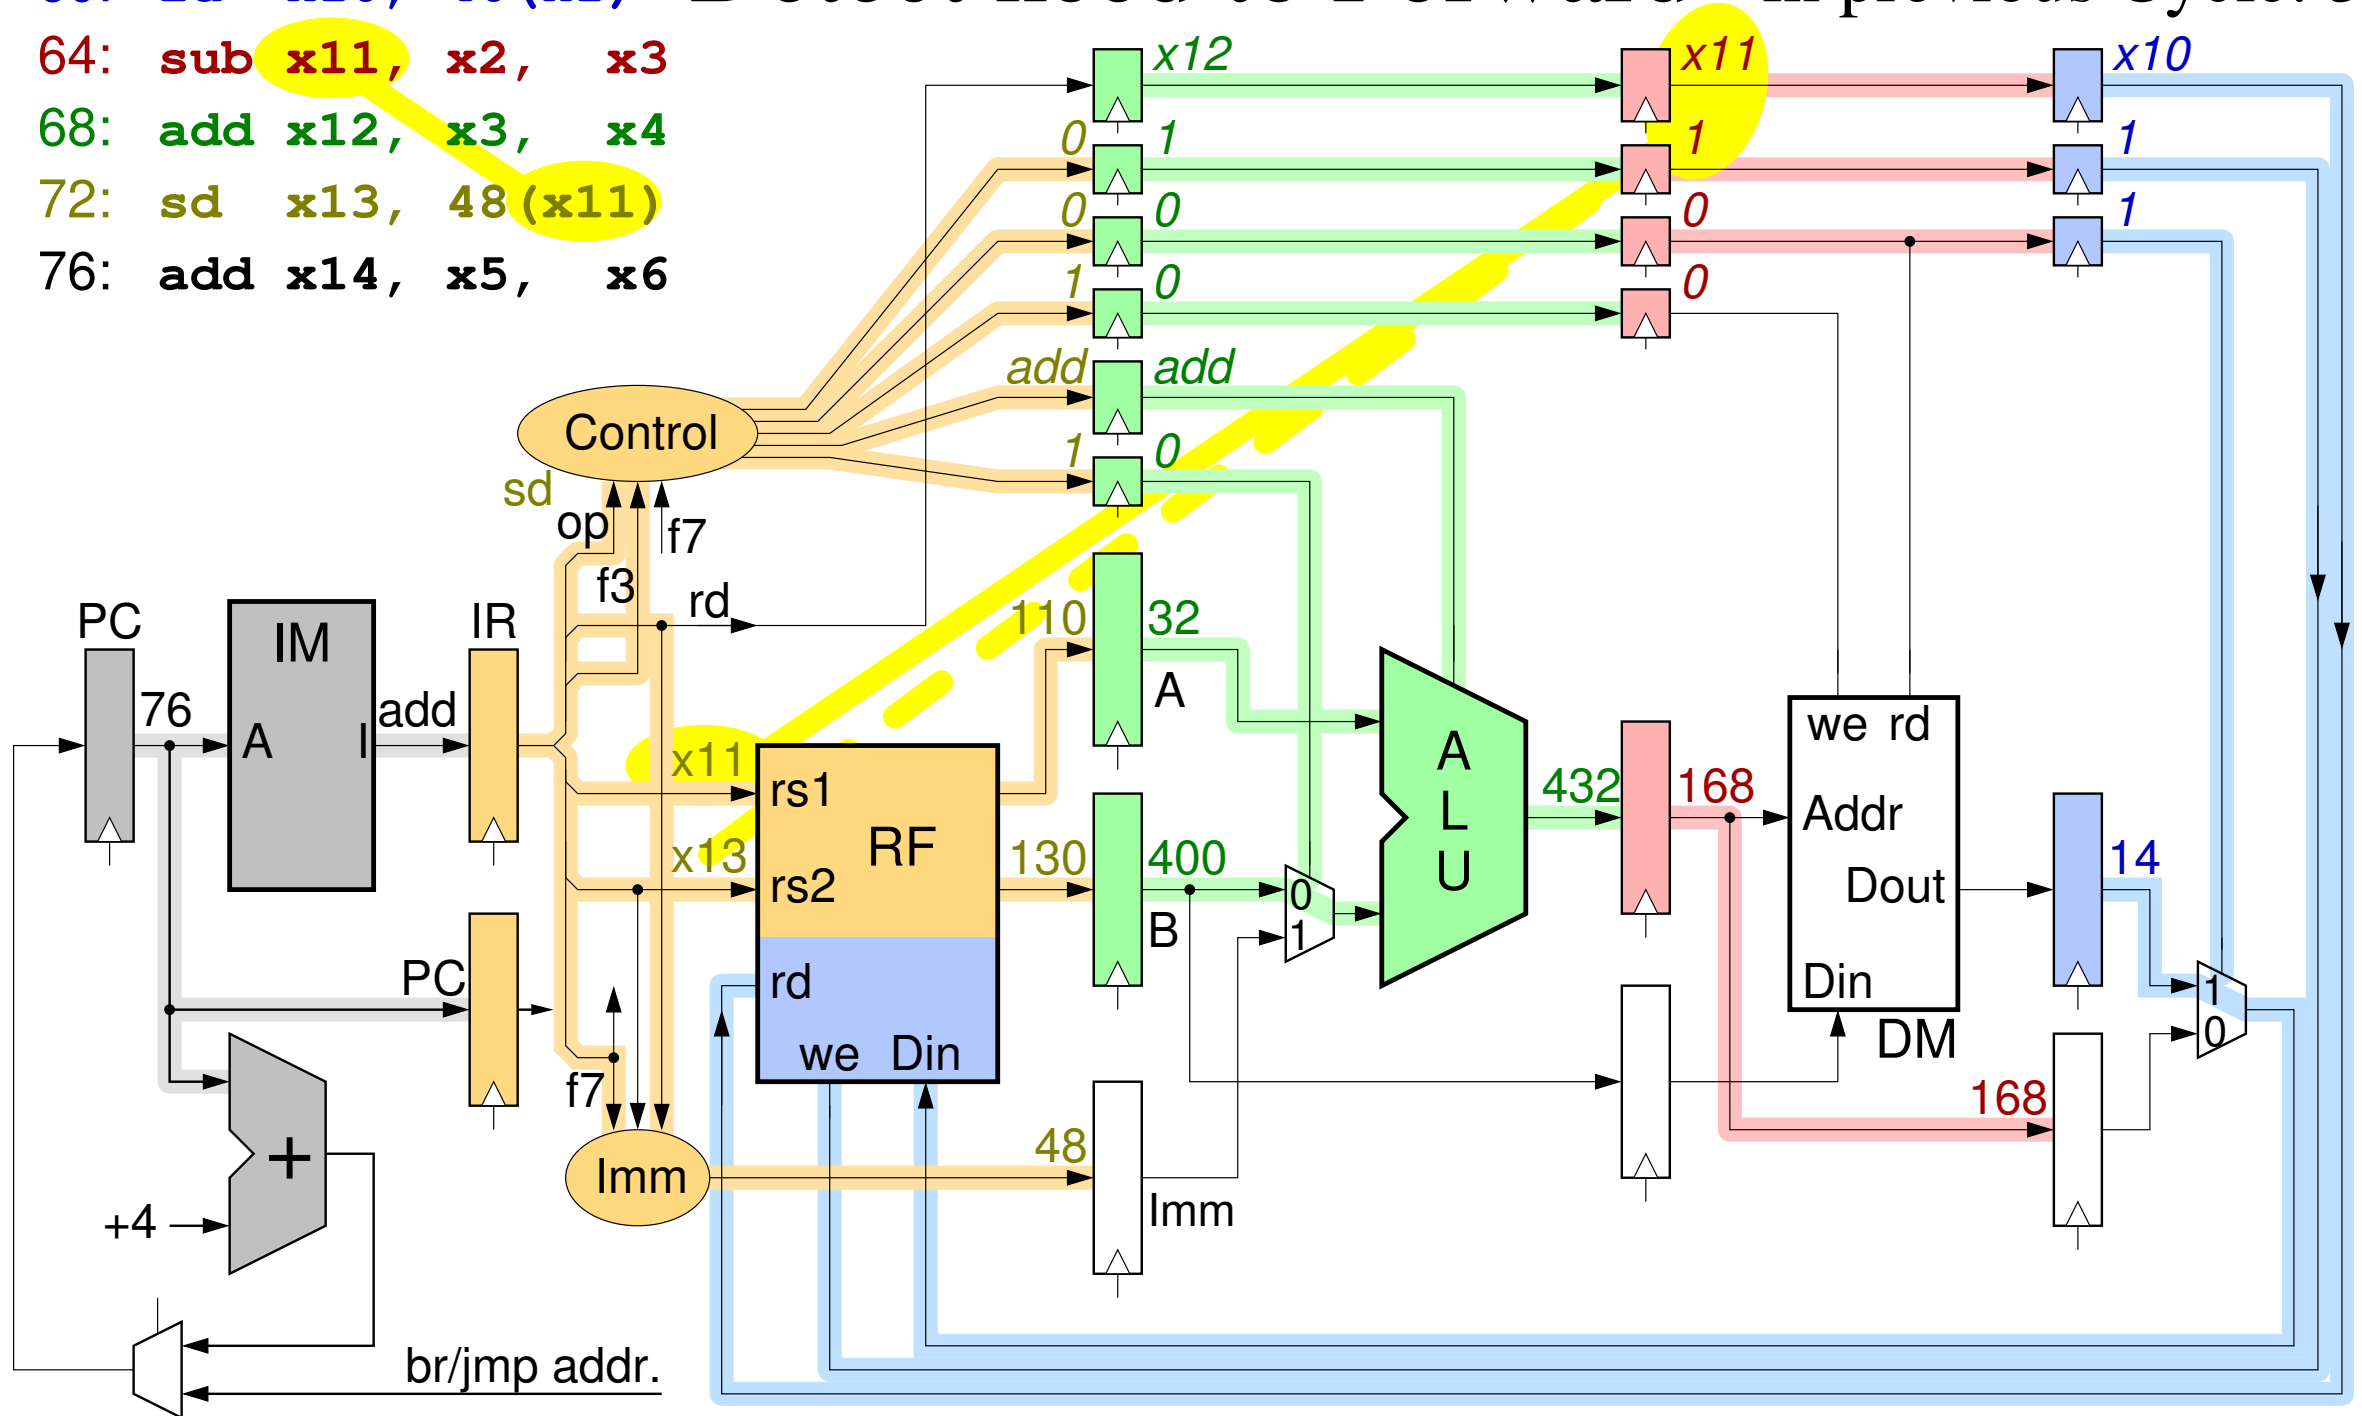 64: sub x11, x2, x3
68: add x12, x3, x4
72: sd x13, 48(x11)
76: add x14, x5, x6
x12
x11
x10
0
1
1
1
0
0
0
1
1
0
0
add
add
1
0
Control
sd
op
f7
f3
rd
PC
IM
IR
76
A
I
add
x11
rs1
x13
rs2
RF
rd
we
Din
110
32
A
130
400
B
0
1
A
L
U
432
168
we
rd
Addr
Dout
Din
DM
14
1
0
168
PC
f7
+
+4
Imm
48
Imm
br/jmp addr.